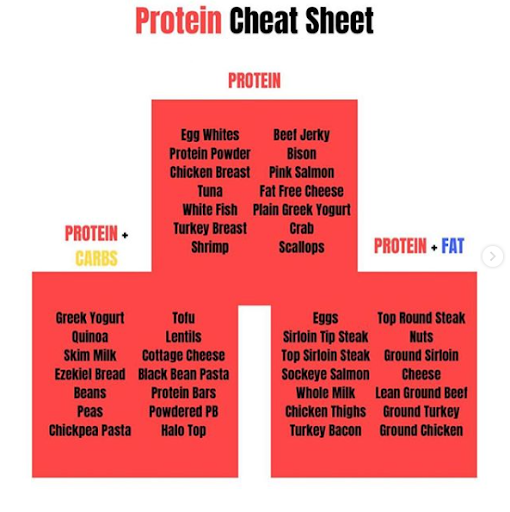 Protein Cheat Sheet
PROTEIN
Egg Whites
Protein Powder
Chicken Breast
Tuna
White Fish
Turkey Breast
Shrimp
Beef Jerky
Bison
Pink Salmon
Fat Free Cheese
Plain Greek Yogurt
Crab
Scallops
PROTEIN +
CARBS
Greek Yogurt
Quinoa
Skim Milk
Ezekiel Bread
Beans
Peas
Chickpea Pasta
Tofu
Lentils
Cottage Cheese
Black Bean Pasta
Protein Bars
Powdered PB
Halo Top
PROTEIN + FAT
Eggs
Sirloin Tip Steak
Top Sirloin Steak
Sockeye Salmon
Whole Milk
Chicken Thighs
Turkey Bacon
Top Round Steak
Nuts
Ground Sirloin
Cheese
Lean Ground Beef
Ground Turkey
Ground Chicken